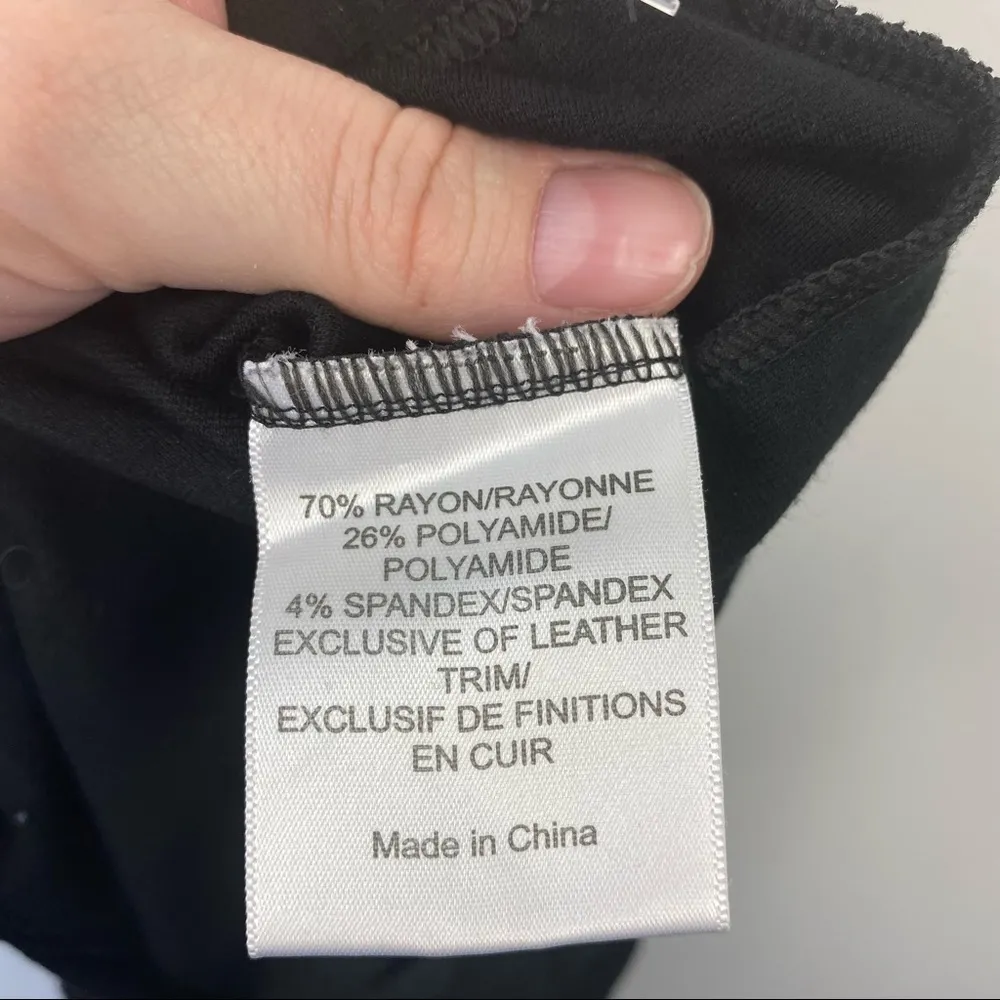 70% RAYON/RAYONNE
26% POLYAMIDE/
POLYAMIDE
4% SPANDEX/SPANDEX
EXCLUSIVE OF LEATHER
TRIM/
EXCLUSIF DE FINITIONS
EN CUIR
Made in China